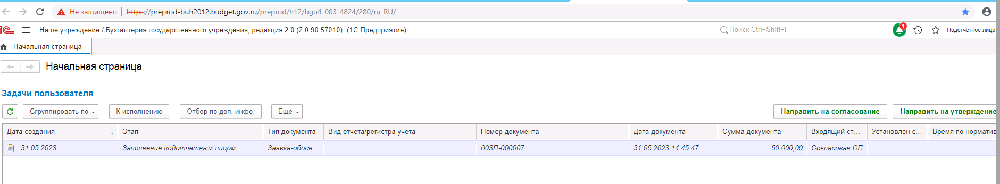 Не защищено https://preprod-buh2012.budget.gov.ru/preprod/h12/bgu4_003_4824/280/ru_RU/
1С Наше учреждение / Бухгалтерия государственного учреждения, редакция 2.0 (2.0.90.57010) (1С:Предприятие) Поиск Ctrl+Shift+F 1 Подотчетное лицо
Начальная страница
Начальная страница
Задачи пользователя
Сгруппировать по К исполнению Отбор по доп. инфо. Еще Направить на согласование Направить на утверждение
Дата создания ↓ Этап Тип документа Вид отчета/регистра учета Номер документа Дата документа Сумма документа Входящий ст... Установлен с... Время по норматив
31.05.2023 Заполнение подотчетным лицом Заявка-обосн... 00ЗП-000007 31.05.2023 14:45:47 50 000,00 Согласован СП